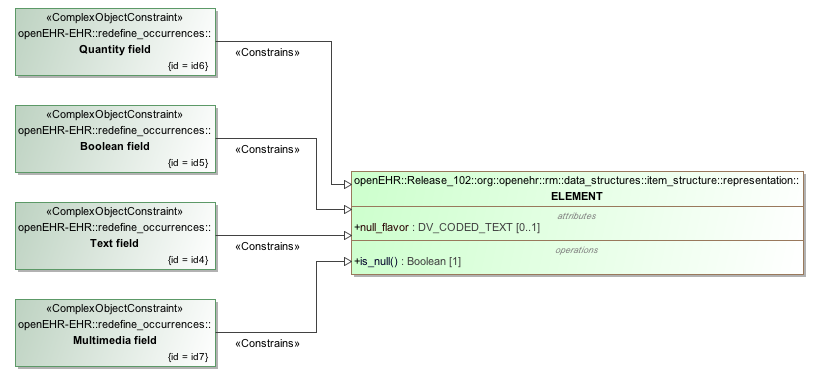 «ComplexObjectConstraint»
openEHR-EHR::redefine_occurrences::
Quantity field
{id = id6}
«Constrains»
«ComplexObjectConstraint»
openEHR-EHR::redefine_occurrences::
Boolean field
{id = id5}
«Constrains»
«ComplexObjectConstraint»
openEHR-EHR::redefine_occurrences::
Text field
{id = id4}
«Constrains»
«ComplexObjectConstraint»
openEHR-EHR::redefine_occurrences::
Multimedia field
{id = id7}
«Constrains»
openEHR::Release_102::org::openehr::rm::data_structures::item_structure::representation::
ELEMENT
attributes
+null_flavor : DV_CODED_TEXT [0..1]
operations
+is_null() : Boolean [1]